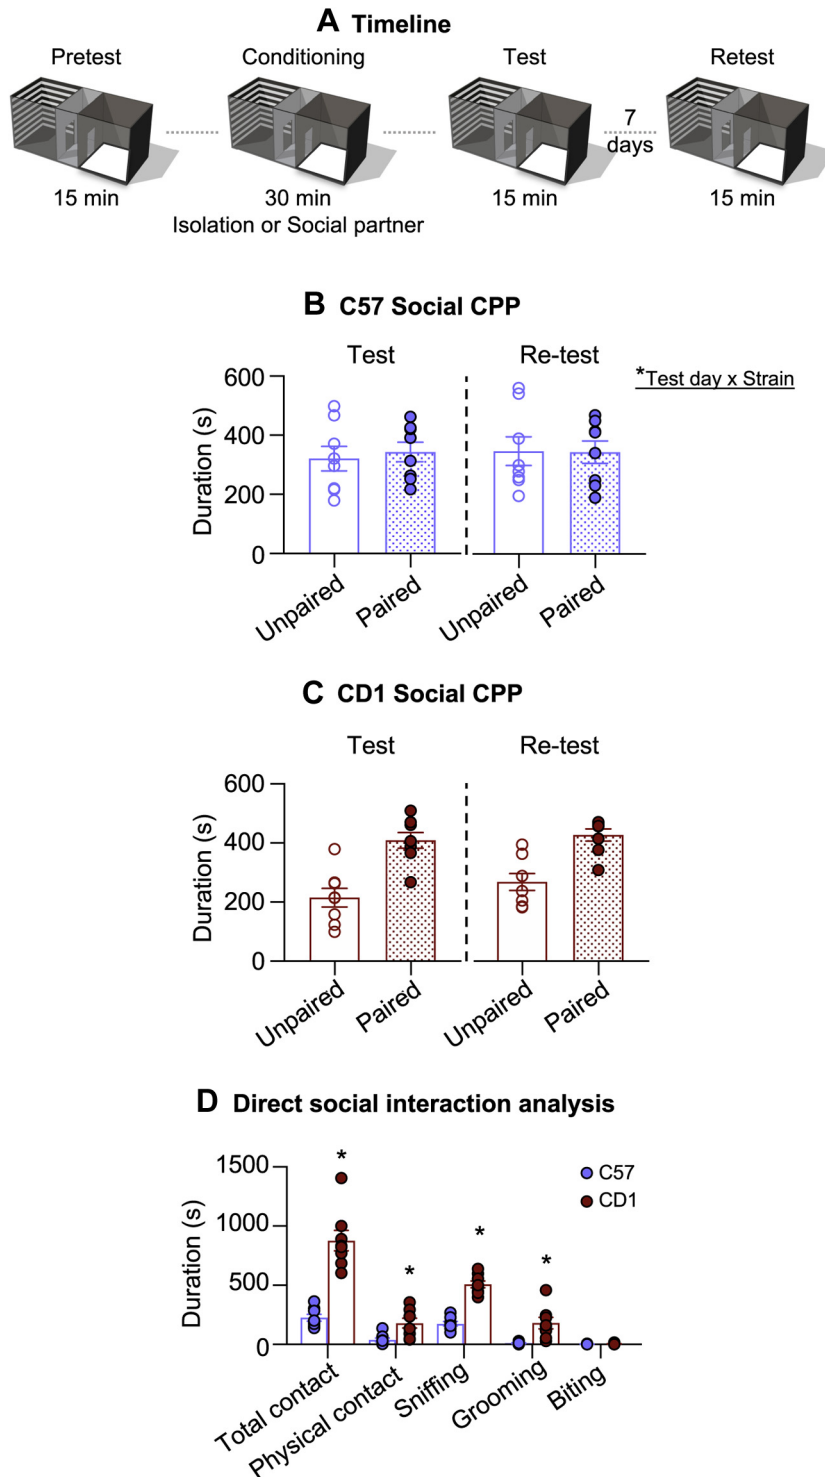 A Timeline
Pretest Conditioning Test Retest
7
days
15 min 30 min 15 min 15 min
Isolation or Social partner
B C57 Social CPP
Test Re-test
*Test day x Strain
Duration (s)
600
400
200
0
Unpaired Paired Unpaired Paired
C CD1 Social CPP
Test Re-test
Duration (s)
600
400
200
0
Unpaired Paired Unpaired Paired
D Direct social interaction analysis
Duration (s)
1500
1000
500
0
* * * *
C57
CD1
Total contact Physical contact Sniffing Grooming Biting